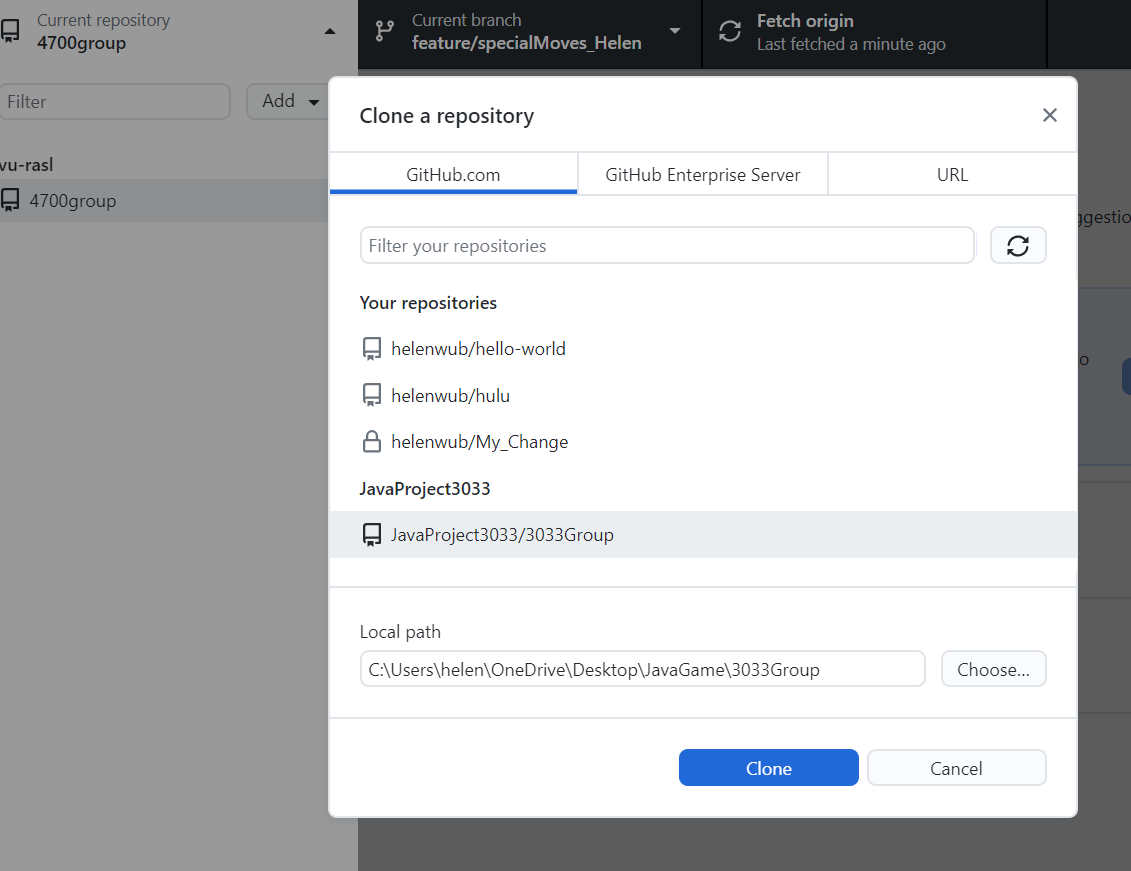 Current repository
4700group
Current branch
feature/specialMoves_Helen
Fetch origin
Last fetched a minute ago
Filter
Add
vu-rasl
4700group
Clone a repository
GitHub.com
GitHub Enterprise Server
URL
Filter your repositories
Your repositories
helenwub/hello-world
helenwub/hulu
helenwub/My_Change
JavaProject3033
JavaProject3033/3033Group
Local path
C:\Users\helen\OneDrive\Desktop\JavaGame\3033Group
Choose...
Clone
Cancel